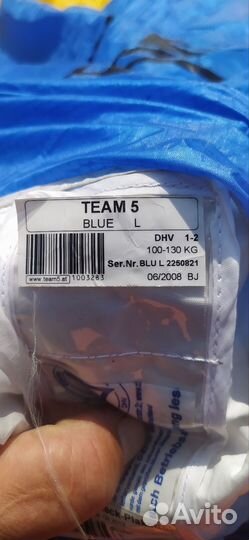 TEAM 5
BLUE L
DHV 1-2
100-130 KG
Ser.Nr. BLU L 2250821
www.team5.at 1003283 06/2008 BJ
Betriebs
Avito